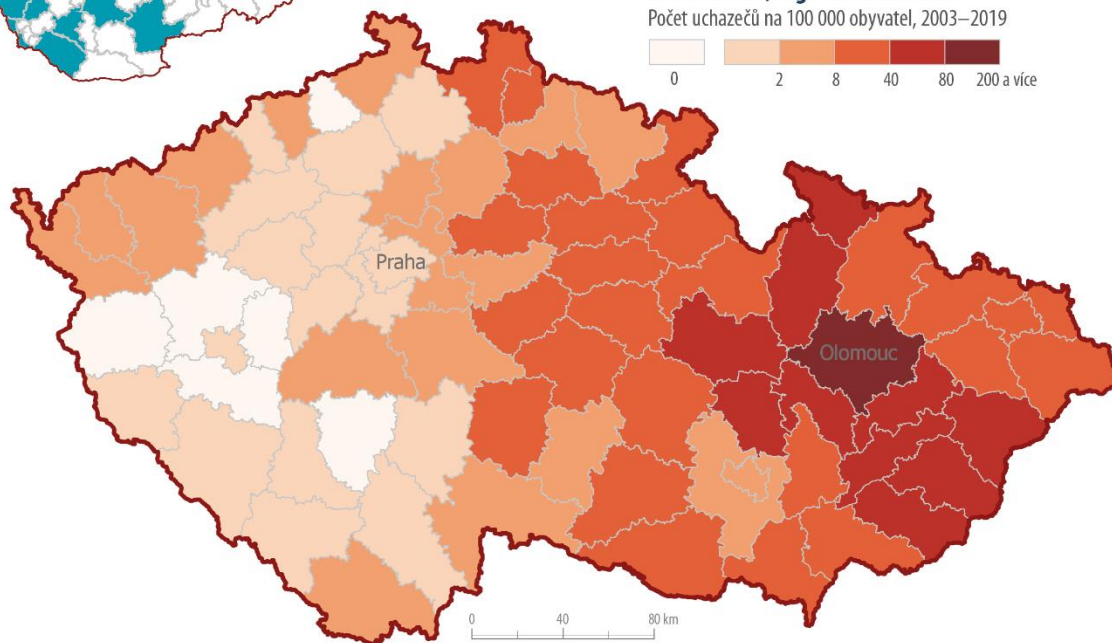 Počet uchazečů na 100 000 obyvatel, 2003–2019
0 2 8 40 80 200 a více
Praha
Olomouc
0 40 80 km